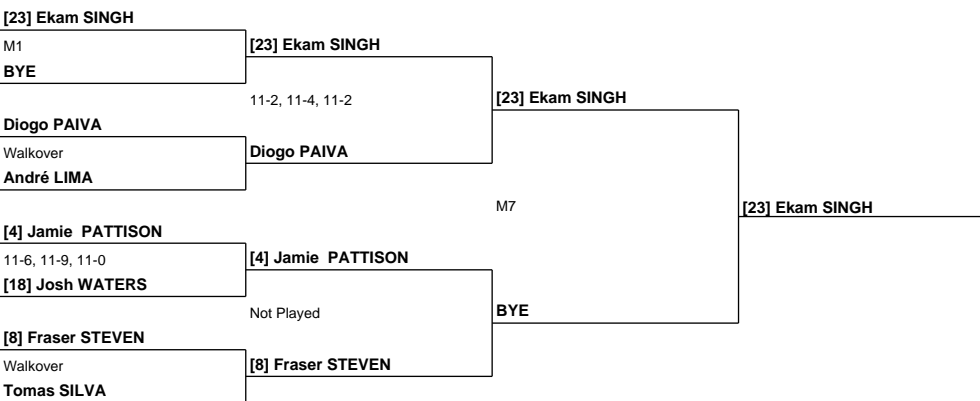 [23] Ekam SINGH
M1
BYE
[23] Ekam SINGH
11-2, 11-4, 11-2
Diogo PAIVA
Walkover
André LIMA
Diogo PAIVA
[23] Ekam SINGH
M7
[23] Ekam SINGH
[4] Jamie  PATTISON
11-6, 11-9, 11-0
[18] Josh WATERS
[4] Jamie  PATTISON
Not Played
BYE
[8] Fraser STEVEN
Walkover
Tomas SILVA
[8] Fraser STEVEN